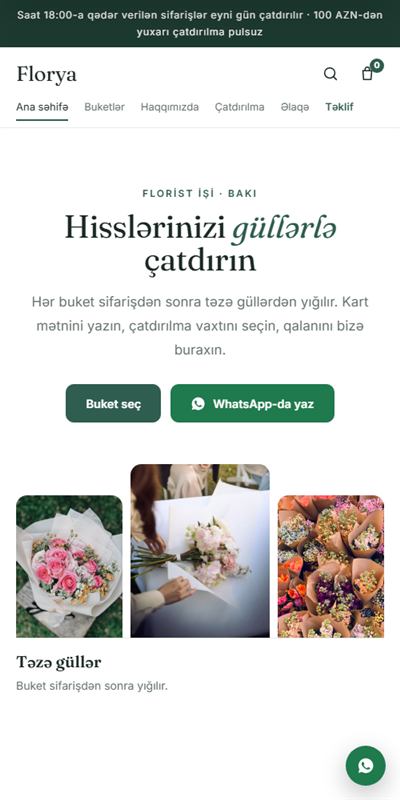 Saat 18:00-a qədər verilən sifarişlər eyni gün çatdırılır · 100 AZN-dən
yuxarı çatdırılma pulsuz
Florya
0
Ana səhifə Buketlər Haqqımızda Çatdırılma Əlaqə Təklif
FLORİST İŞİ · BAKI
Hisslərinizi güllərlə
çatdırın
Hər buket sifarişdən sonra təzə güllərdən yığılır. Kart
mətnini yazın, çatdırılma vaxtını seçin, qalanını bizə
buraxın.
Buket seç WhatsApp-da yaz
Təzə güllər
Buket sifarişdən sonra yığılır.